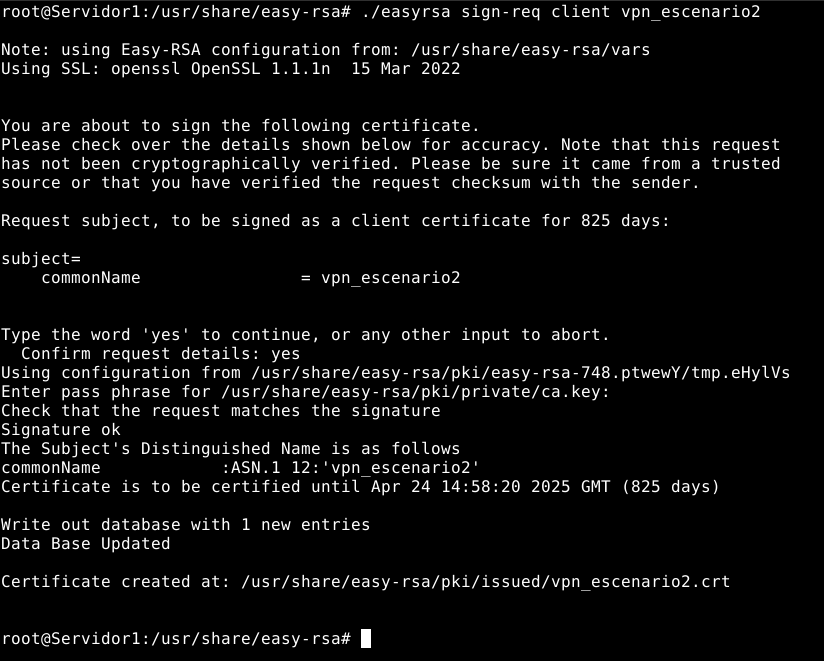 root@Servidor1:/usr/share/easy-rsa# ./easyrsa sign-req client vpn_escenario2
Note: using Easy-RSA configuration from: /usr/share/easy-rsa/vars
Using SSL: openssl OpenSSL 1.1.1n  15 Mar 2022
You are about to sign the following certificate.
Please check over the details shown below for accuracy. Note that this request
has not been cryptographically verified. Please be sure it came from a trusted
source or that you have verified the request checksum with the sender.
Request subject, to be signed as a client certificate for 825 days:
subject=
    commonName                = vpn_escenario2
Type the word 'yes' to continue, or any other input to abort.
  Confirm request details: yes
Using configuration from /usr/share/easy-rsa/pki/easy-rsa-748.ptwewY/tmp.eHylVs
Enter pass phrase for /usr/share/easy-rsa/pki/private/ca.key:
Check that the request matches the signature
Signature ok
The Subject's Distinguished Name is as follows
commonName            :ASN.1 12:'vpn_escenario2'
Certificate is to be certified until Apr 24 14:58:20 2025 GMT (825 days)
Write out database with 1 new entries
Data Base Updated
Certificate created at: /usr/share/easy-rsa/pki/issued/vpn_escenario2.crt
root@Servidor1:/usr/share/easy-rsa#